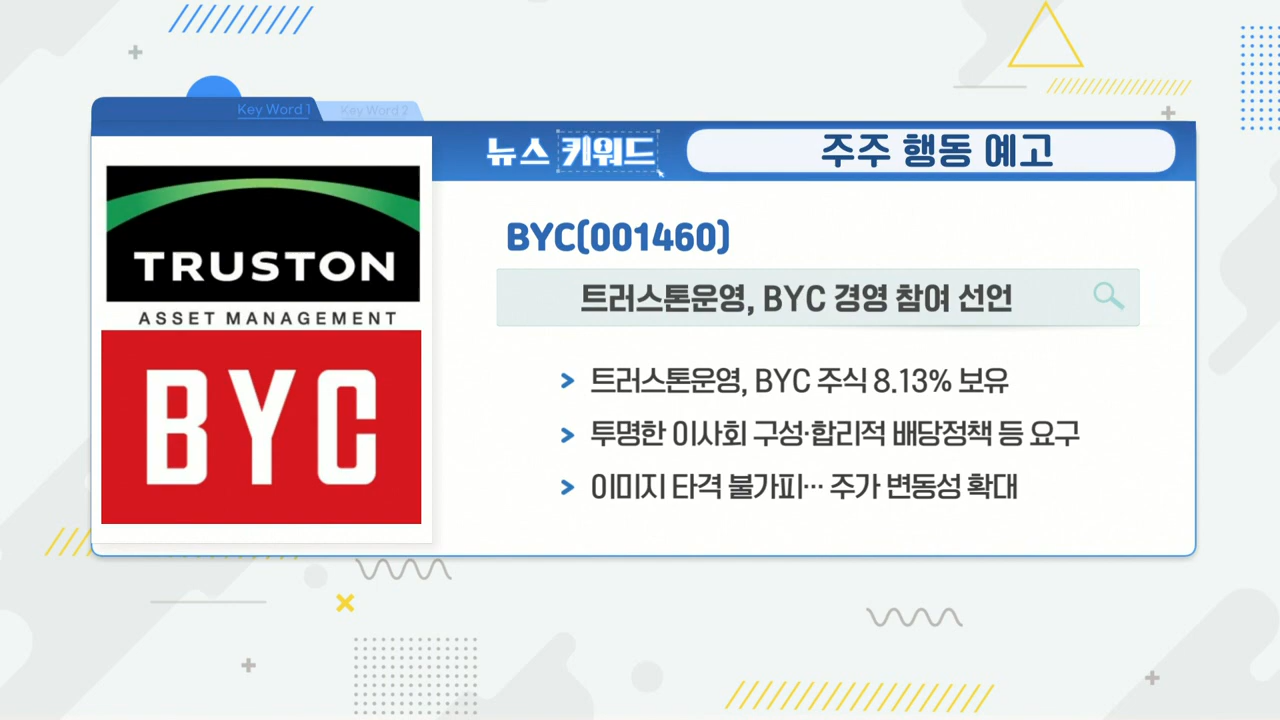 Key Word 1
Key Word 2
뉴스 키워드
주주 행동 예고
TRUSTON
ASSET MANAGEMENT
BYC
BYC(001460)
트러스톤운영, BYC 경영 참여 선언
트러스톤운영, BYC 주식 8.13% 보유
투명한 이사회 구성·합리적 배당정책 등 요구
이미지 타격 불가피… 주가 변동성 확대